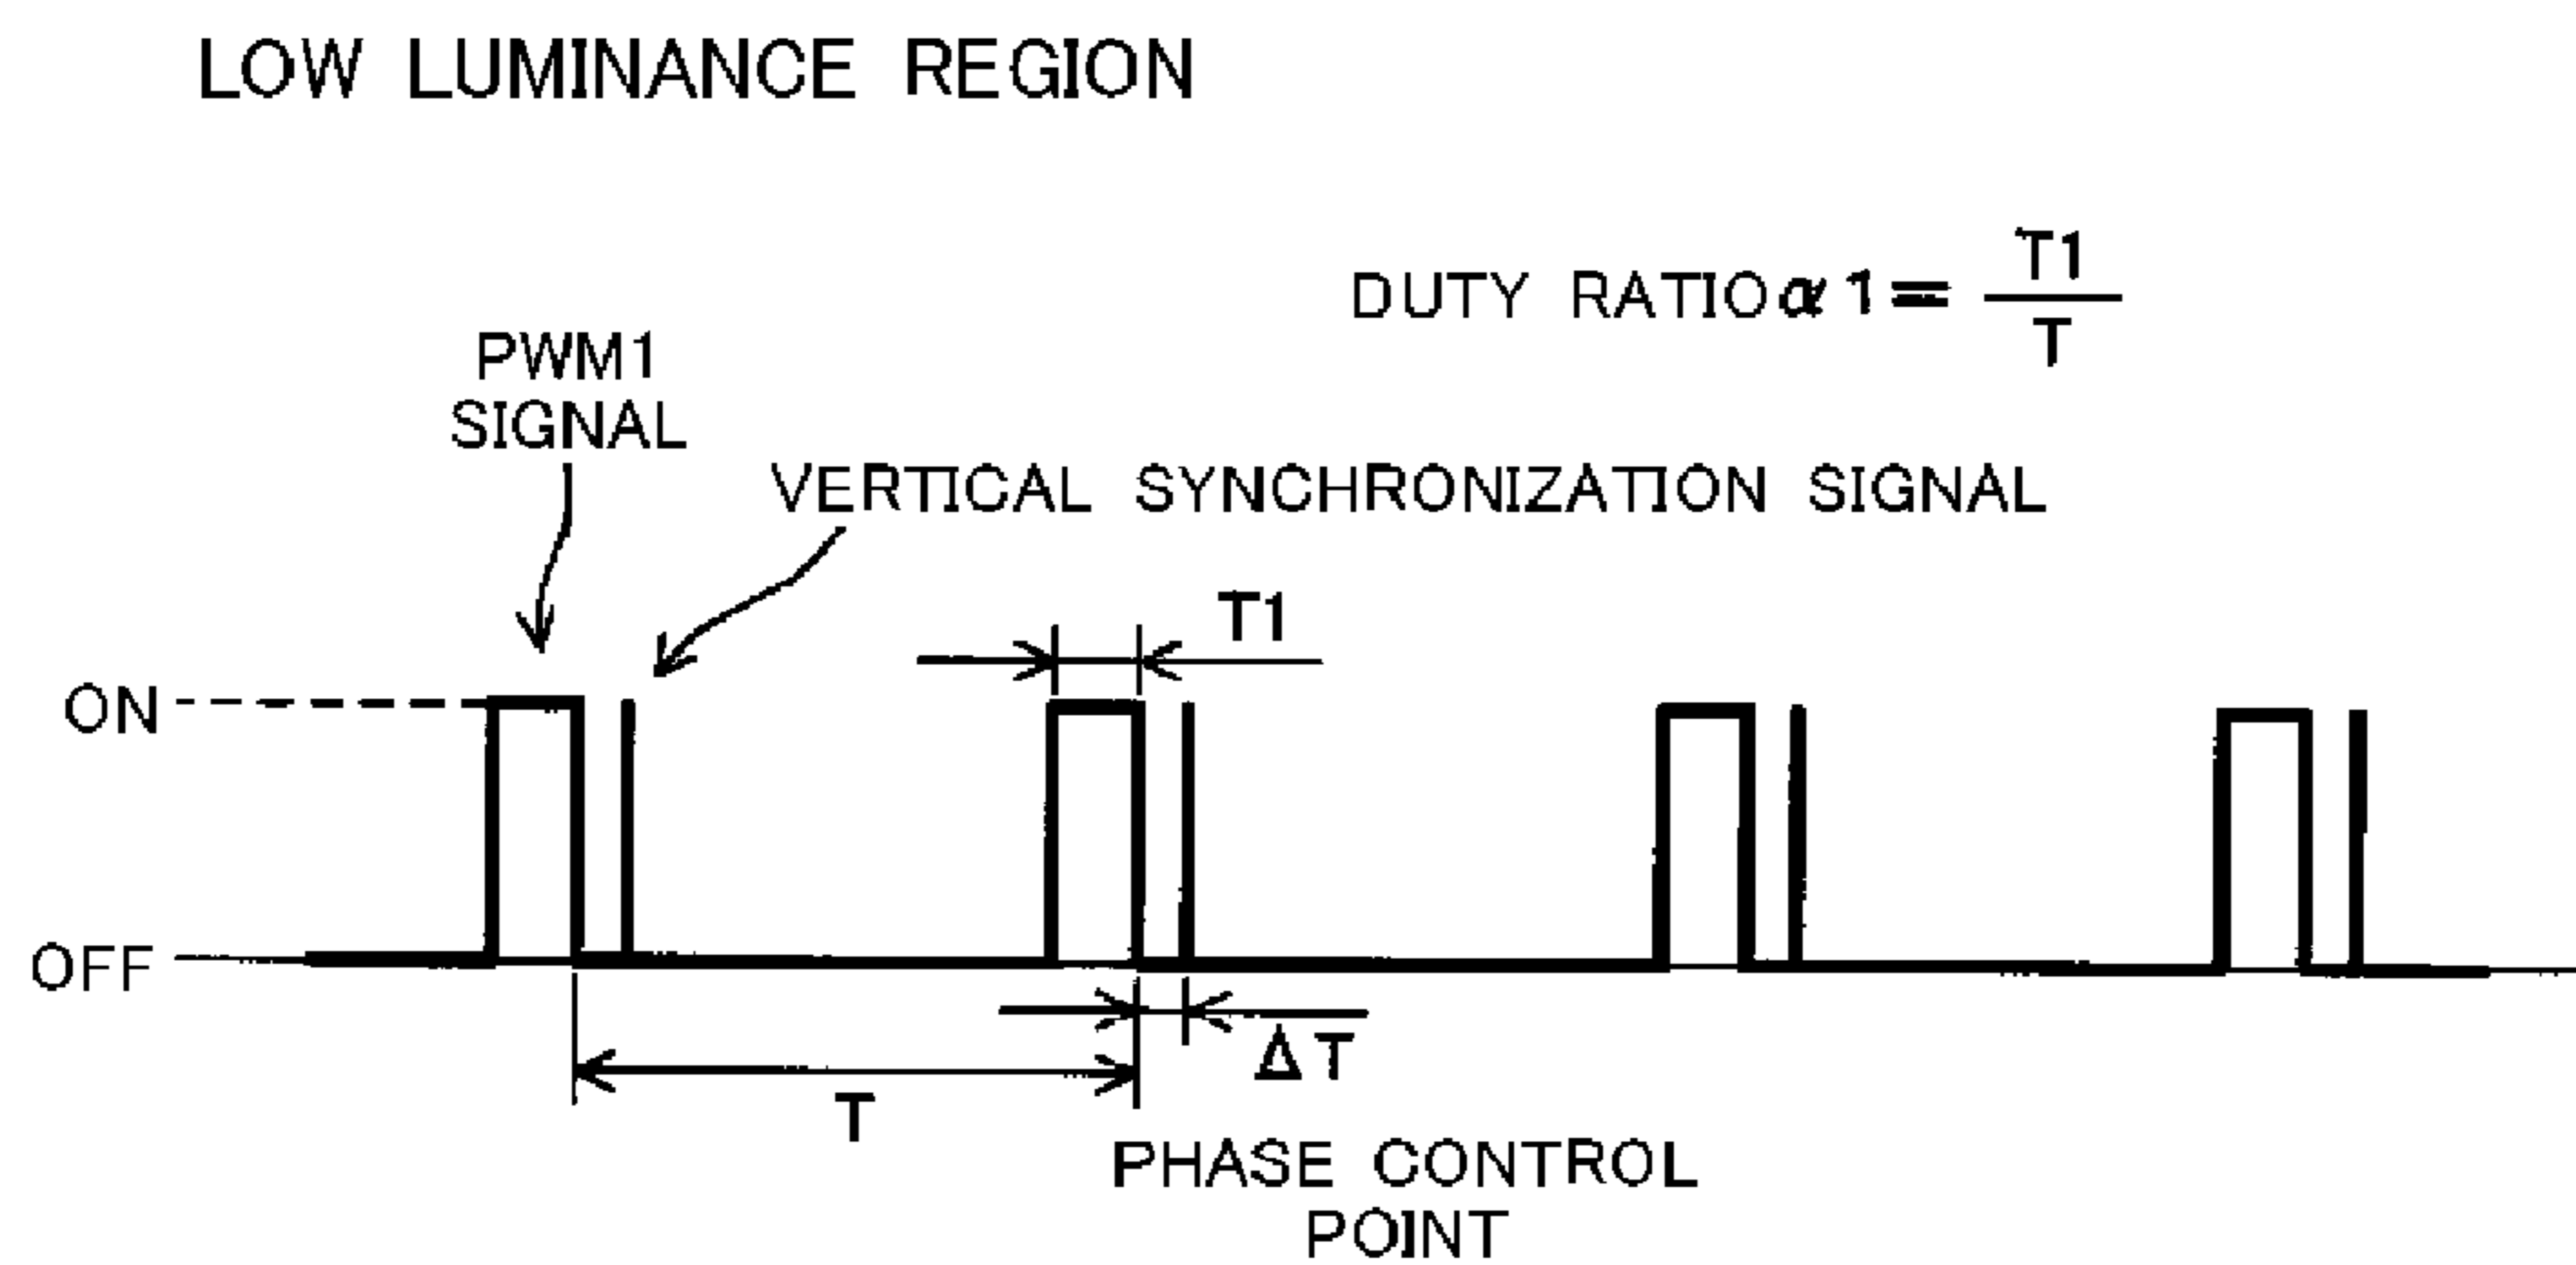 LOW LUMINANCE REGION
DUTY RATIO α1 = T1
T
PWM1
SIGNAL
VERTICAL SYNCHRONIZATION SIGNAL
T1
ON
OFF
ΔT
T
PHASE CONTROL
POINT